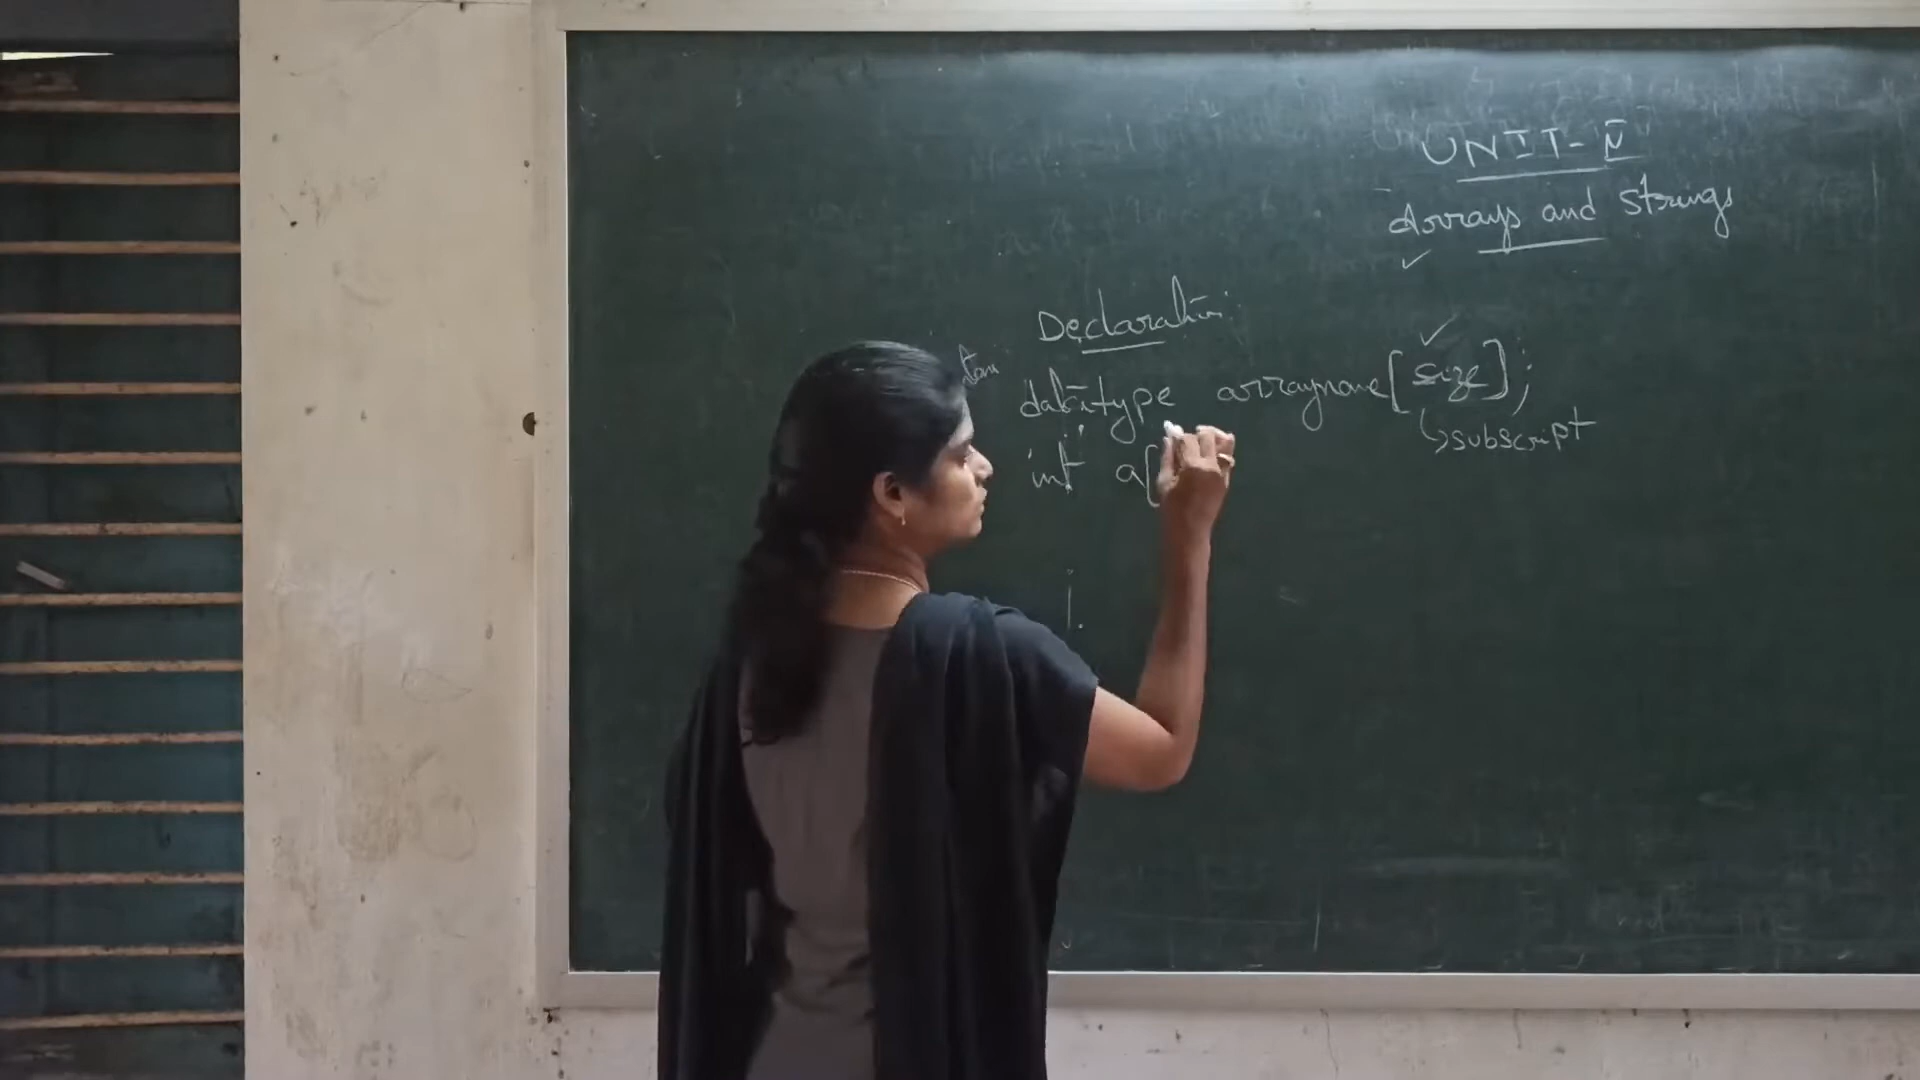 UNIT-IV
Arrays and Strings
Declaration:
datatype arrayname[size];
↳subscript
int a[